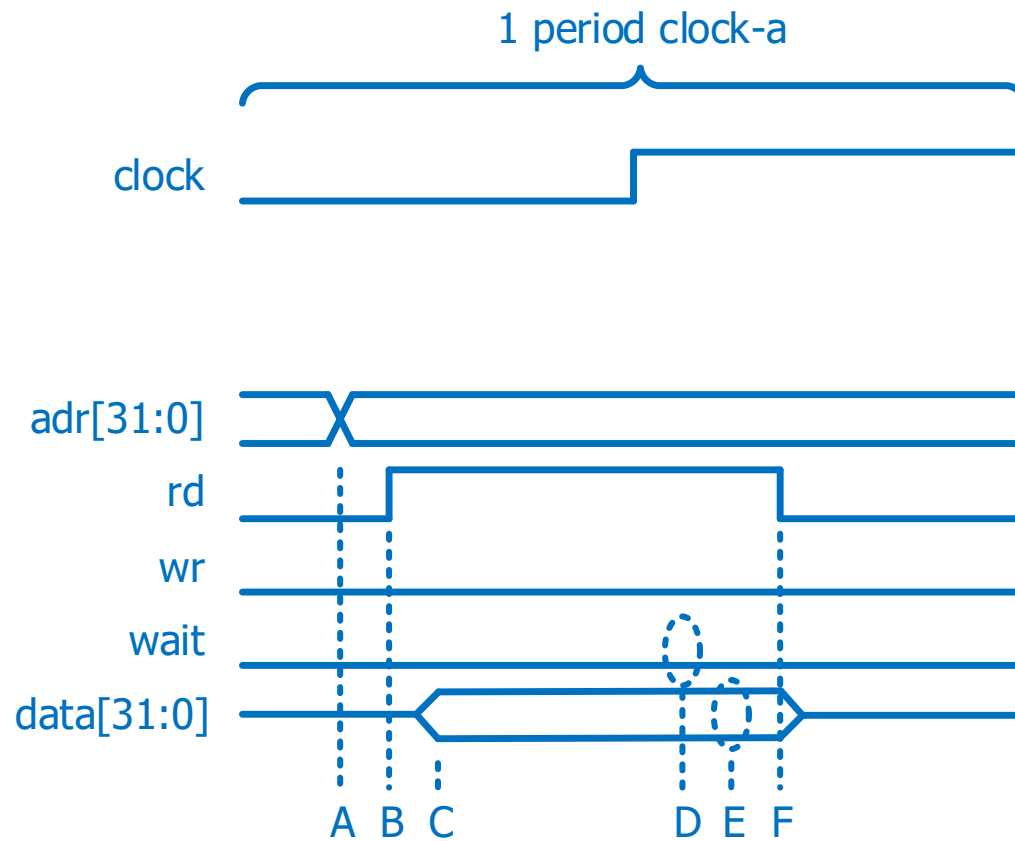 1 period clock-a
clock
adr[31:0]
rd
wr
wait
data[31:0]
A B C D E F